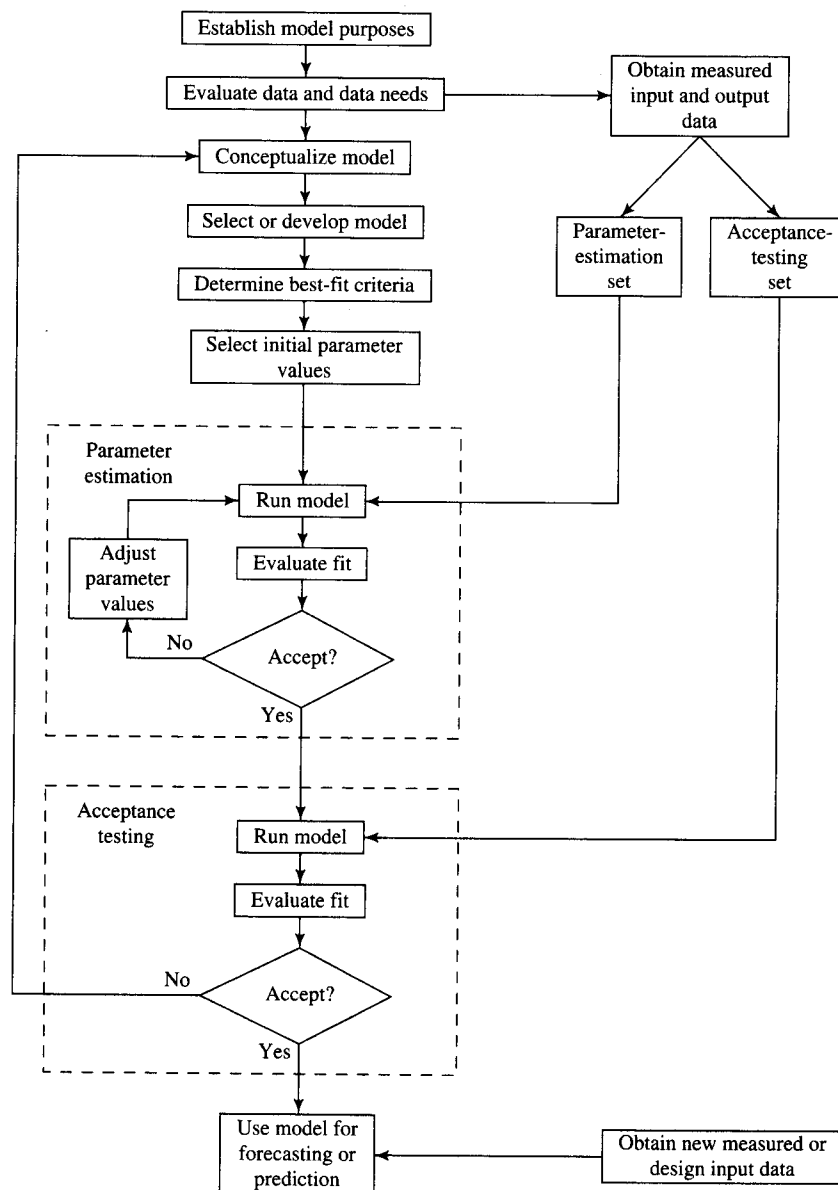 Establish model purposes
Evaluate data and data needs
Obtain measured
input and output
data
Conceptualize model
Select or develop model
Parameter-
estimation
set
Acceptance-
testing
set
Determine best-fit criteria
Select initial parameter
values
Parameter
estimation
Run model
Adjust
parameter
values
Evaluate fit
No
Accept?
Yes
Acceptance
testing
Run model
Evaluate fit
No
Accept?
Yes
Use model for
forecasting or
prediction
Obtain new measured or
design input data